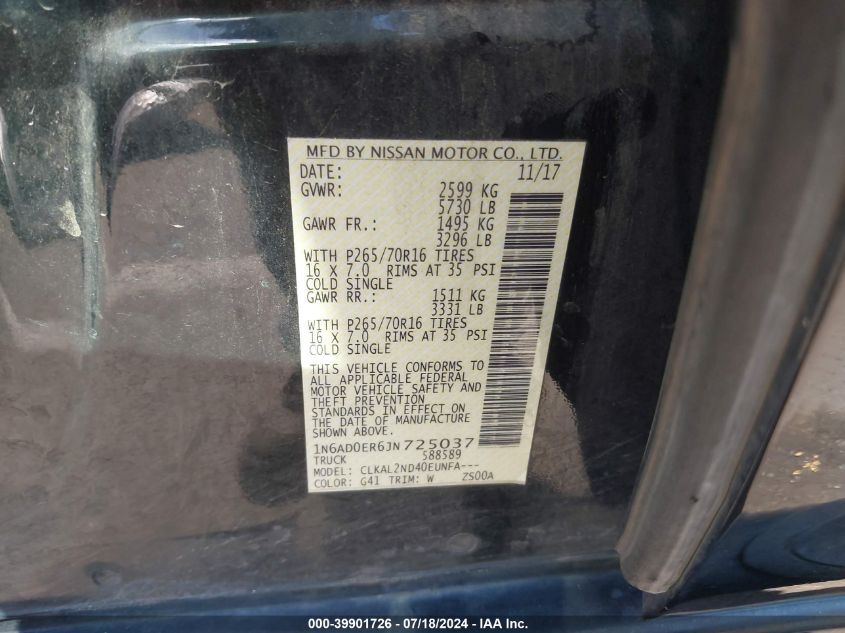 MFD BY NISSAN MOTOR CO., LTD.
DATE: 11/17
GVWR: 2599 KG
5730 LB
GAWR FR.: 1495 KG
3296 LB
WITH P265/70R16 TIRES
16 X 7.0 RIMS AT 35 PSI
COLD SINGLE
GAWR RR.: 1511 KG
3331 LB
WITH P265/70R16 TIRES
16 X 7.0 RIMS AT 35 PSI
COLD SINGLE
THIS VEHICLE CONFORMS TO
ALL APPLICABLE FEDERAL
MOTOR VEHICLE SAFETY AND
THEFT PREVENTION
STANDARDS IN EFFECT ON
THE DATE OF MANUFACTURE
SHOWN ABOVE.
1N6AD0ER6JN725037
TRUCK 588589
MODEL: CLKAL2ND40EUNFA---
COLOR: G41 TRIM: W ZS00A
000-39901726 - 07/18/2024 - IAA Inc.